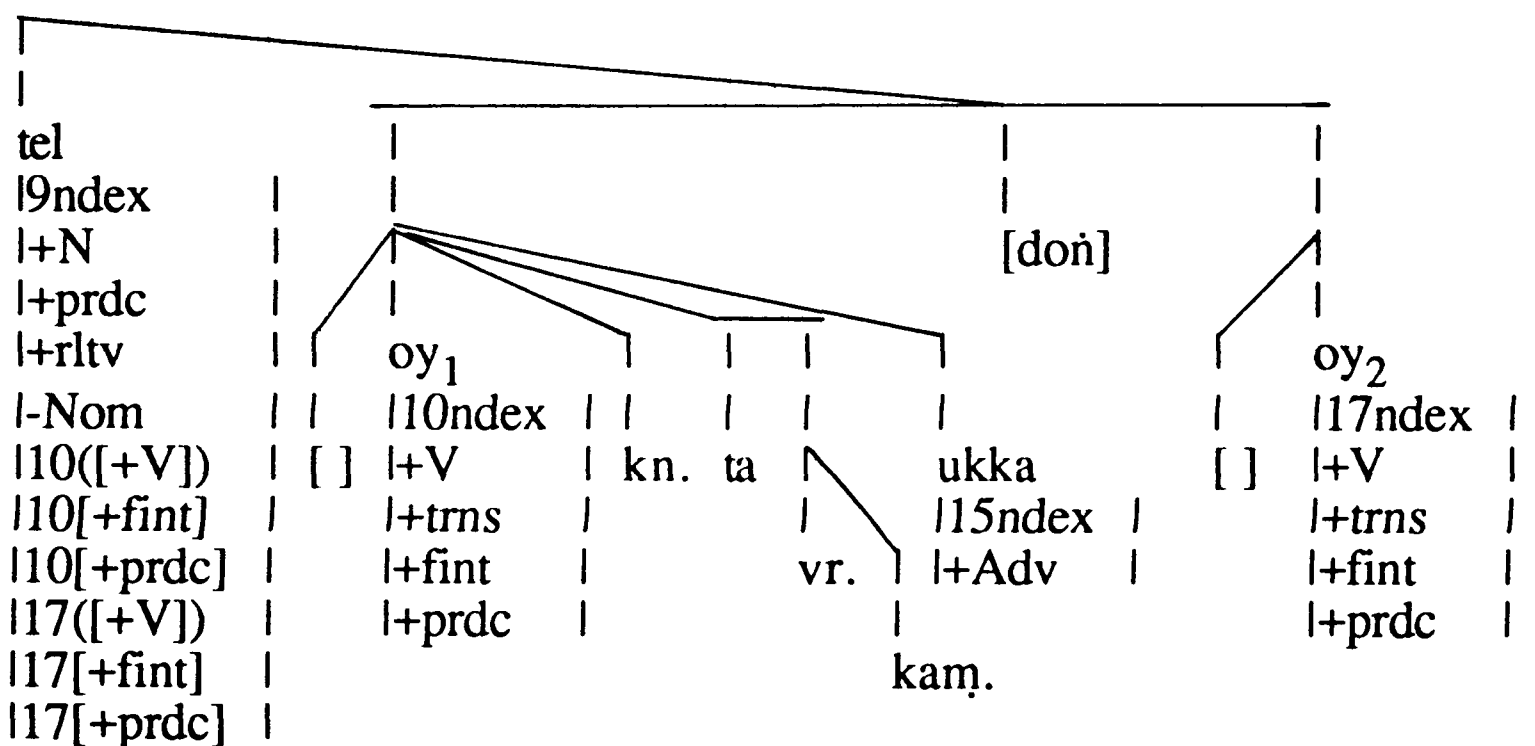 tel
|9ndex |
|+N | [doṅ]
|+prdc |
|+rltv | oy1 oy2
|-Nom | |10ndex | |17ndex |
|10([+V]) | [ ] |+V | kn. ta ukka [ ] |+V |
|10[+fint] | |+trns | |15ndex | |+trns |
|10[+prdc] | |+fint | vr. |+Adv | |+fint |
|17([+V]) | |+prdc | |+prdc |
|17[+fint] | kaṃ.
|17[+prdc] |